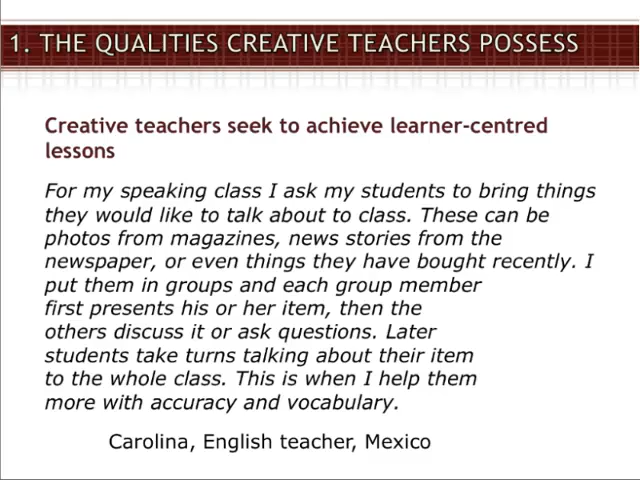 1. THE QUALITIES CREATIVE TEACHERS POSSESS
Creative teachers seek to achieve learner-centred
lessons
For my speaking class I ask my students to bring things
they would like to talk about to class. These can be
photos from magazines, news stories from the
newspaper, or even things they have bought recently. I
put them in groups and each group member
first presents his or her item, then the
others discuss it or ask questions. Later
students take turns talking about their item
to the whole class. This is when I help them
more with accuracy and vocabulary.
Carolina, English teacher, Mexico